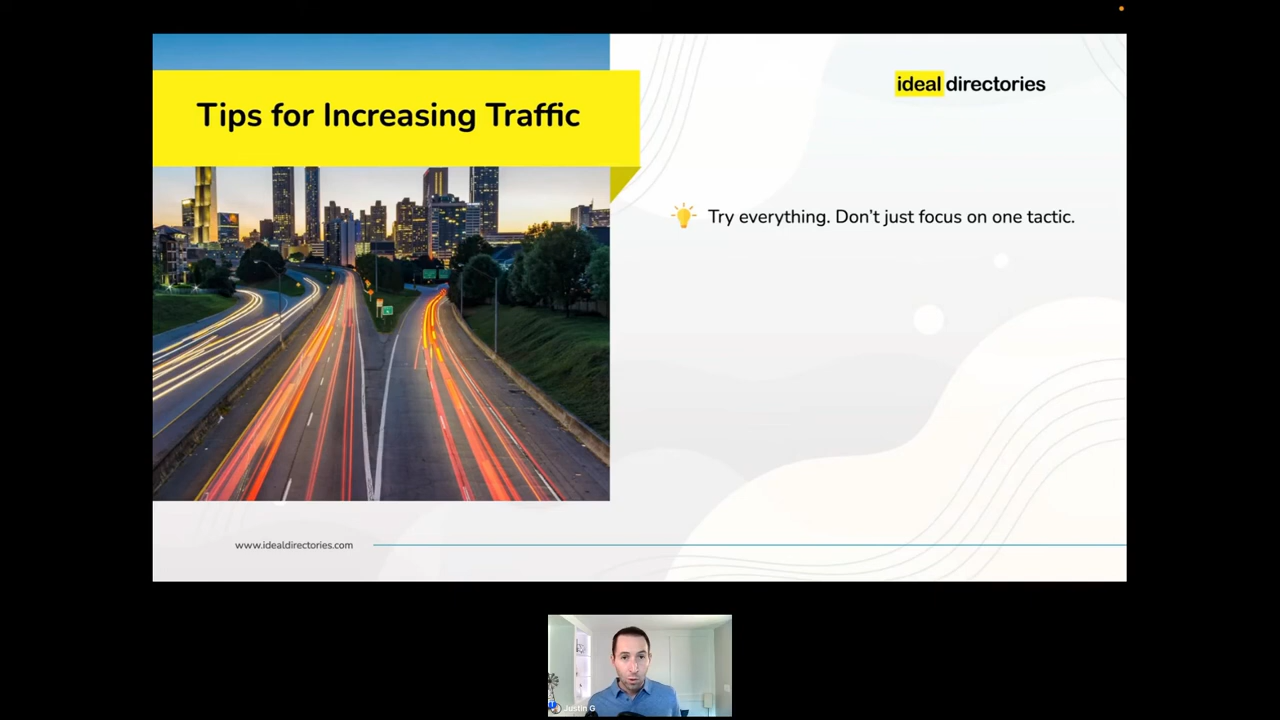 ideal directories
Tips for Increasing Traffic
Try everything. Don't just focus on one tactic.
www.idealdirectories.com
Justin G